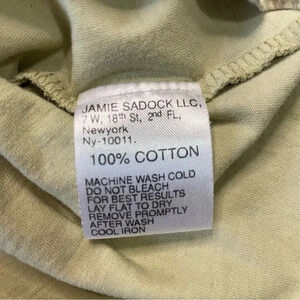 JAMIE SADOCK LLC,
7 W, 18th St, 2nd FL,
Newyork
Ny-10011.
100% COTTON
MACHINE WASH COLD
DO NOT BLEACH
FOR BEST RESULTS
LAY FLAT TO DRY
REMOVE PROMPTLY
AFTER WASH
COOL IRON